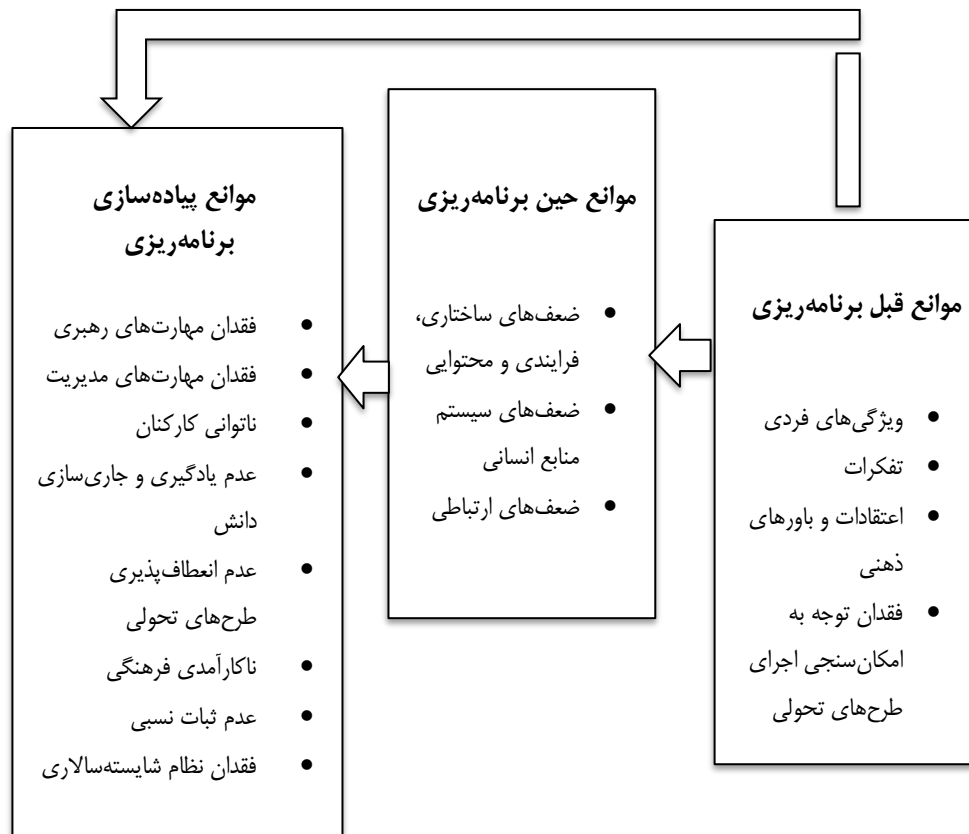 موانع قبل برنامه‌ریزی
• ویژگی‌های فردی
• تفکرات
• اعتقادات و باورهای
ذهنی
• فقدان توجه به
امکان‌سنجی اجرای
طرح‌های تحولی
موانع حین برنامه‌ریزی
• ضعف‌های ساختاری،
فرایندی و محتوایی
• ضعف‌های سیستم
منابع انسانی
• ضعف‌های ارتباطی
موانع پیاده‌سازی
برنامه‌ریزی
• فقدان مهارت‌های رهبری
• فقدان مهارت‌های مدیریت
• ناتوانی کارکنان
• عدم یادگیری و جاری‌سازی
دانش
• عدم انعطاف‌پذیری
طرح‌های تحولی
• ناکارآمدی فرهنگی
• عدم ثبات نسبی
• فقدان نظام شایسته‌سالاری